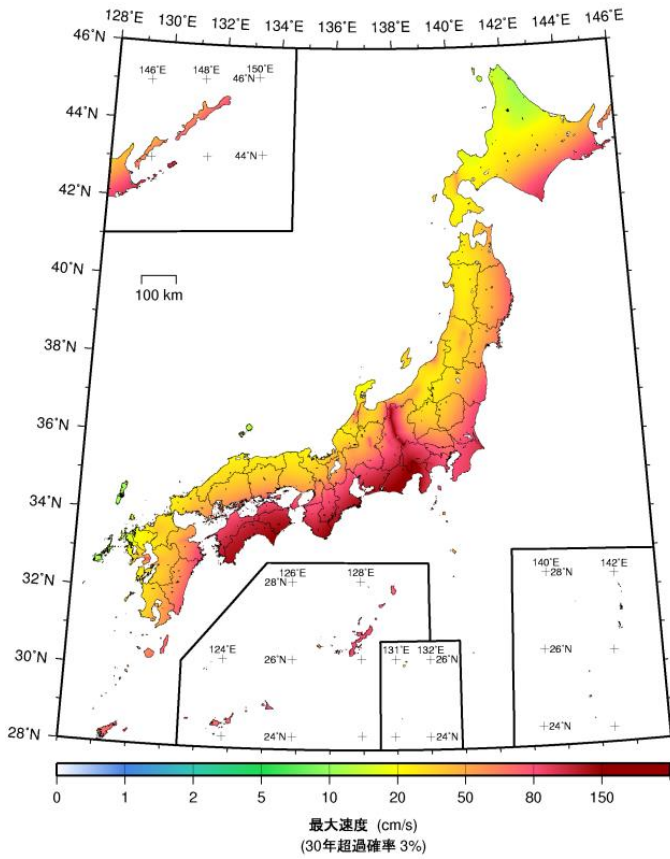 128°E 130°E 132°E 134°E 136°E 138°E 140°E 142°E 144°E 146°E
46°N
146°E 148°E 150°E
46°N
44°N
44°N
42°N
40°N
100 km
38°N
36°N
34°N
32°N
126°E 128°E
28°N
140°E 142°E
28°N
30°N
124°E
26°N
131°E 132°E
26°N
26°N
28°N
24°N
24°N
24°N
0 1 2 5 10 20 50 80 150
最大速度 (cm/s)
(30年超過確率 3%)